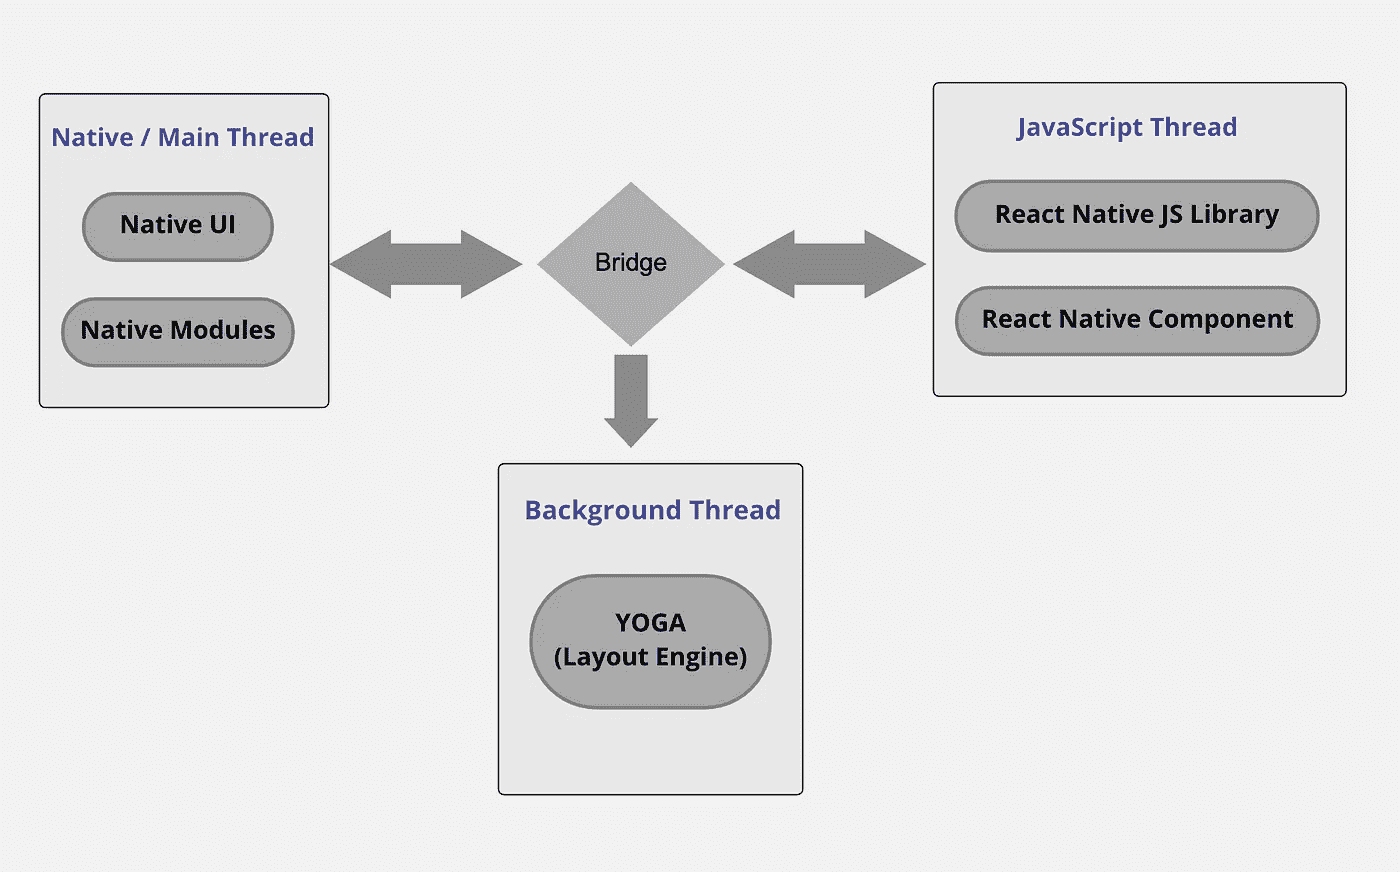 Native / Main Thread
Native UI
Native Modules
Bridge
JavaScript Thread
React Native JS Library
React Native Component
Background Thread
YOGA
(Layout Engine)